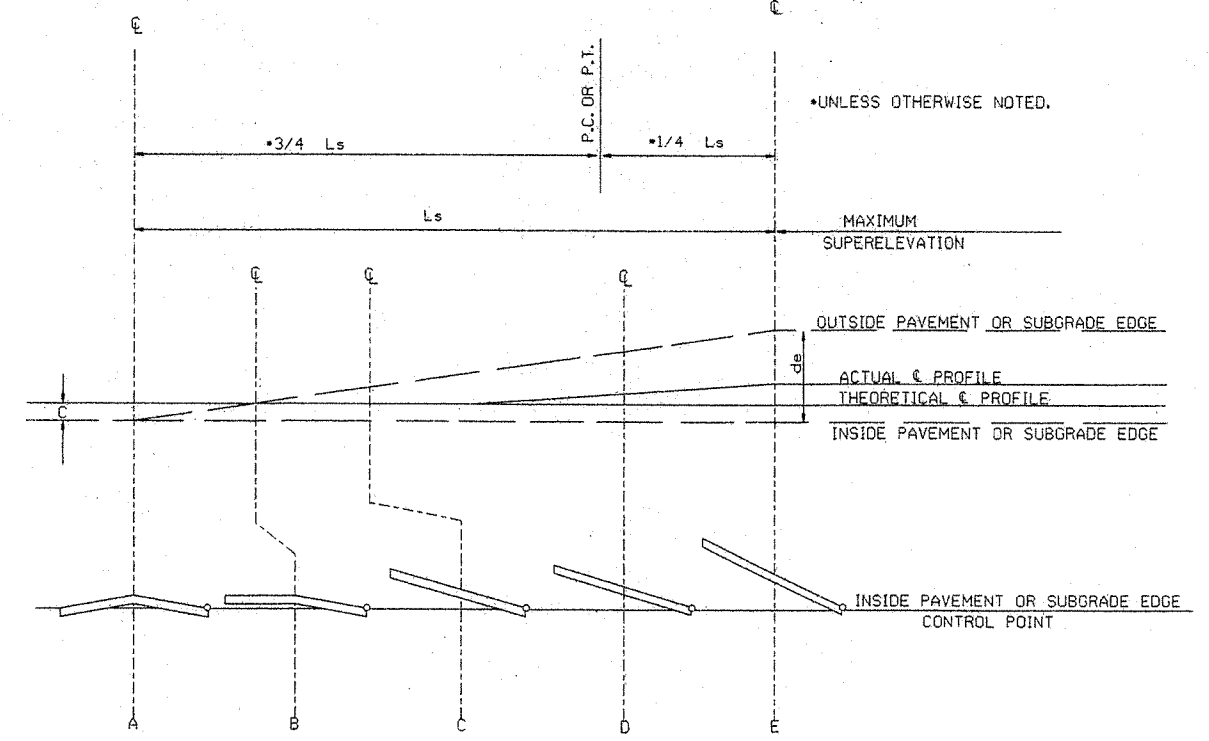 ℄ ℄
P.C. OR P.T.
*UNLESS OTHERWISE NOTED.
*3/4 Ls *1/4 Ls
Ls
MAXIMUM
SUPERELEVATION
℄ ℄ ℄
OUTSIDE PAVEMENT OR SUBGRADE EDGE
de
ACTUAL ℄ PROFILE
THEORETICAL ℄ PROFILE
C
INSIDE PAVEMENT OR SUBGRADE EDGE
INSIDE PAVEMENT OR SUBGRADE EDGE
CONTROL POINT
A B C D E